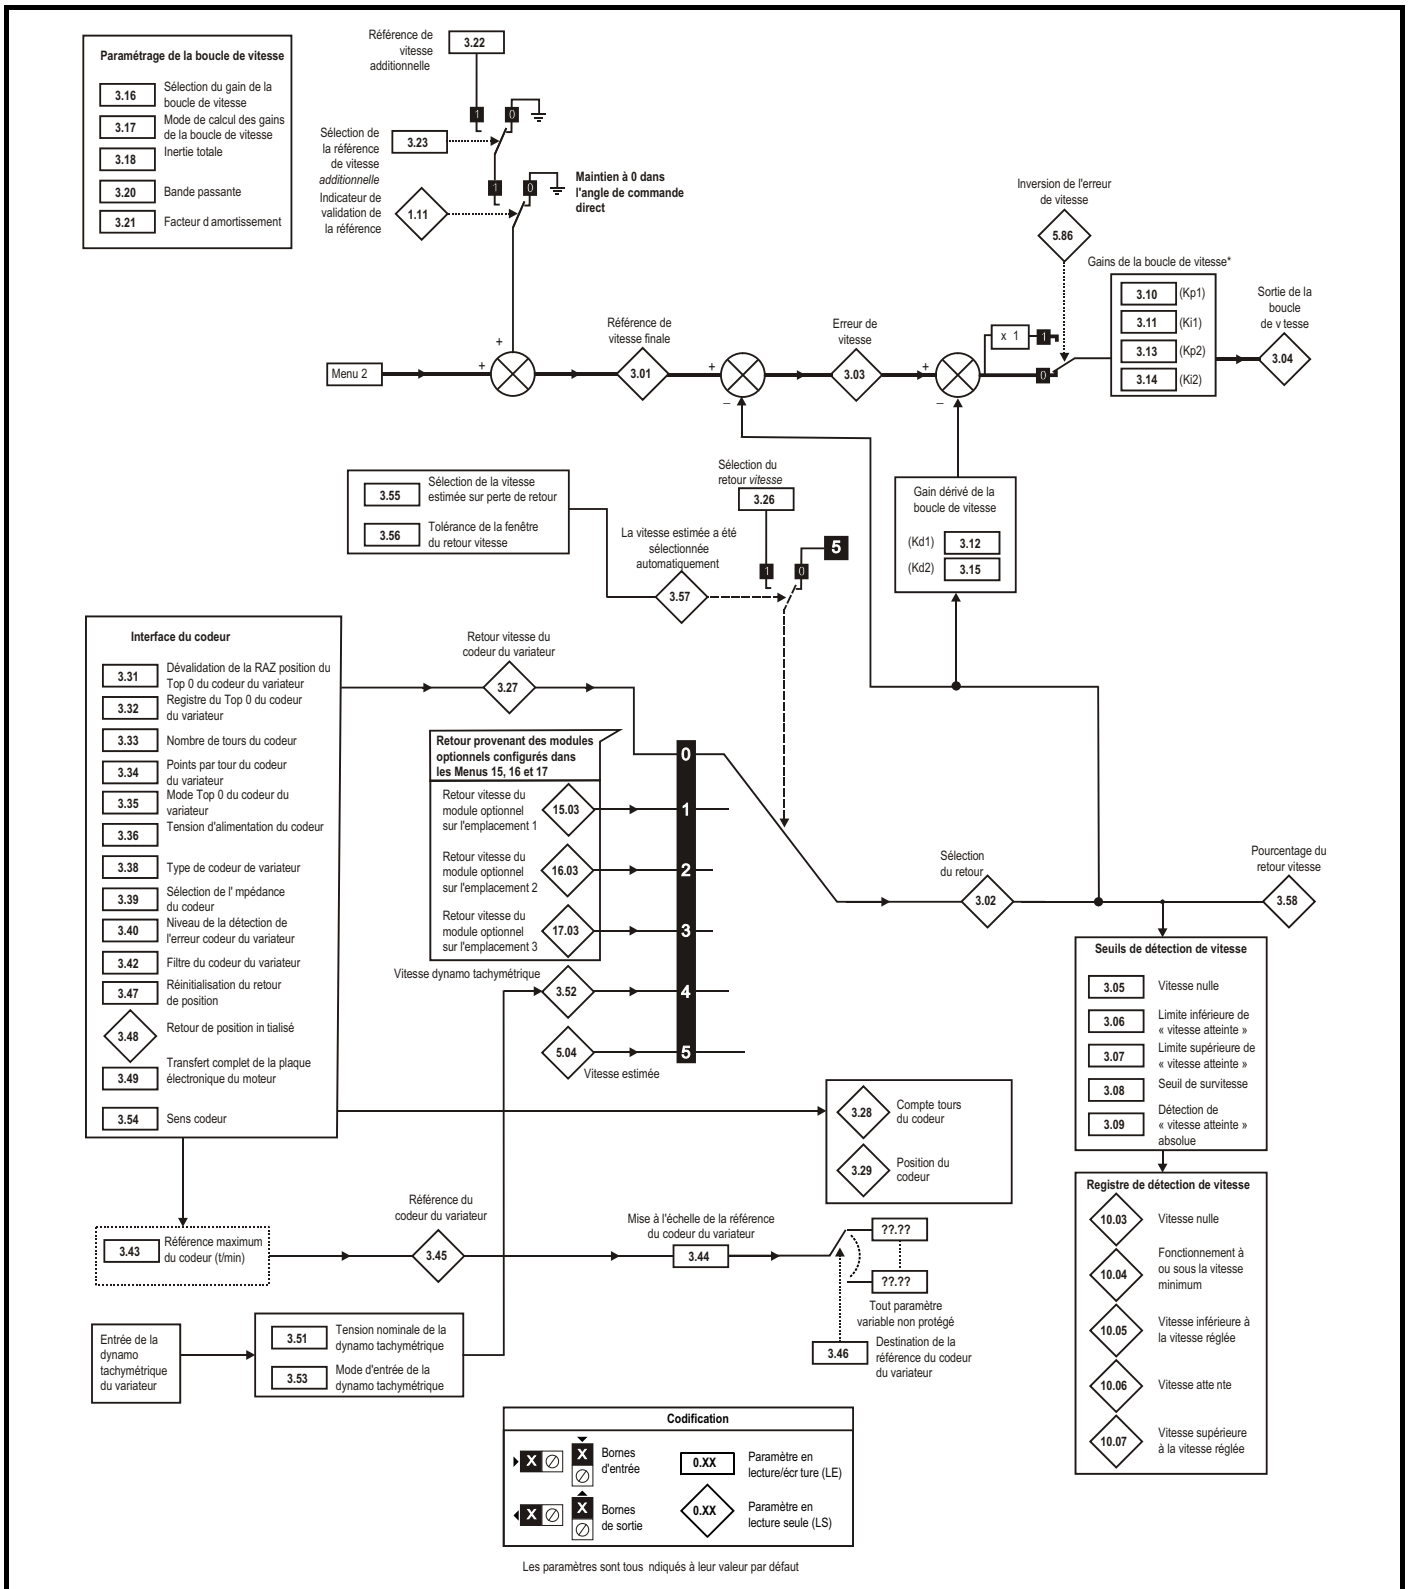 Paramétrage de la boucle de vitesse
3.16
Sélection du gain de la
boucle de vitesse
3.17
Mode de calcul des gains
de la boucle de vitesse
3.18
Inertie totale
3.20
Bande passante
3.21
Facteur d amortissement
Référence de
vitesse
additionnelle
3.22
1
0
Sélection de
la référence
de vitesse
additionnelle
3.23
1
0
Maintien à 0 dans
l'angle de commande
direct
Indicateur de
validation de
la référence
1.11
Inversion de l'erreur
de vitesse
5.86
Gains de la boucle de vitesse*
3.10
(Kp1)
3.11
(Ki1)
3.13
(Kp2)
3.14
(Ki2)
Sortie de la
boucle
de v tesse
3.04
Menu 2
+
+
Référence de
vitesse finale
3.01
+
–
Erreur de
vitesse
3.03
+
–
x 1
1
0
3.55
Sélection de la vitesse
estimée sur perte de retour
3.56
Tolérance de la fenêtre
du retour vitesse
Sélection du
retour vitesse
3.26
La vitesse estimée a été
sélectionnée
automatiquement
3.57
1
0
5
Gain dérivé de la
boucle de vitesse
(Kd1)
3.12
(Kd2)
3.15
Interface du codeur
3.31
Dévalidation de la RAZ position du
Top 0 du codeur du variateur
3.32
Registre du Top 0 du codeur
du variateur
3.33
Nombre de tours du codeur
3.34
Points par tour du codeur
du variateur
3.35
Mode Top 0 du codeur du
variateur
3.36
Tension d'alimentation du codeur
3.38
Type de codeur de variateur
3.39
Sélection de l' mpédance
du codeur
3.40
Niveau de la détection de
l'erreur codeur du variateur
3.42
Filtre du codeur du variateur
3.47
Réinitialisation du retour
de position
3.48
Retour de position in tialisé
3.49
Transfert complet de la plaque
électronique du moteur
3.54
Sens codeur
Retour vitesse du
codeur du variateur
3.27
Retour provenant des modules
optionnels configurés dans
les Menus 15, 16 et 17
Retour vitesse du
module optionnel
sur l'emplacement 1
15.03
Retour vitesse du
module optionnel
sur l'emplacement 2
16.03
Retour vitesse du
module optionnel
sur l'emplacement 3
17.03
Vitesse dynamo tachymétrique
3.52
5.04
Vitesse estimée
0
1
2
3
4
5
Sélection
du retour
3.02
Pourcentage du
retour vitesse
3.58
Seuils de détection de vitesse
3.05
Vitesse nulle
3.06
Limite inférieure de
« vitesse atteinte »
3.07
Limite supérieure de
« vitesse atteinte »
3.08
Seuil de survitesse
3.09
Détection de
« vitesse atteinte »
absolue
3.28
Compte tours
du codeur
3.29
Position du
codeur
Registre de détection de vitesse
10.03
Vitesse nulle
10.04
Fonctionnement à
ou sous la vitesse
minimum
10.05
Vitesse inférieure à
la vitesse réglée
10.06
Vitesse atte nte
10.07
Vitesse supérieure
à la vitesse réglée
3.43
Référence maximum
du codeur (t/min)
Référence du
codeur du variateur
3.45
Mise à l'échelle de la référence
du codeur du variateur
3.44
??.??
??.??
Tout paramètre
variable non protégé
3.46
Destination de la
référence du codeur
du variateur
Entrée de la
dynamo
tachymétrique
du variateur
3.51
Tension nominale de la
dynamo tachymétrique
3.53
Mode d'entrée de la
dynamo tachymétrique
Codification
X
X
Bornes
d'entrée
0.XX
Paramètre en
lecture/écr ture (LE)
X
X
Bornes
de sortie
0.XX
Paramètre en
lecture seule (LS)
Les paramètres sont tous ndiqués à leur valeur par défaut